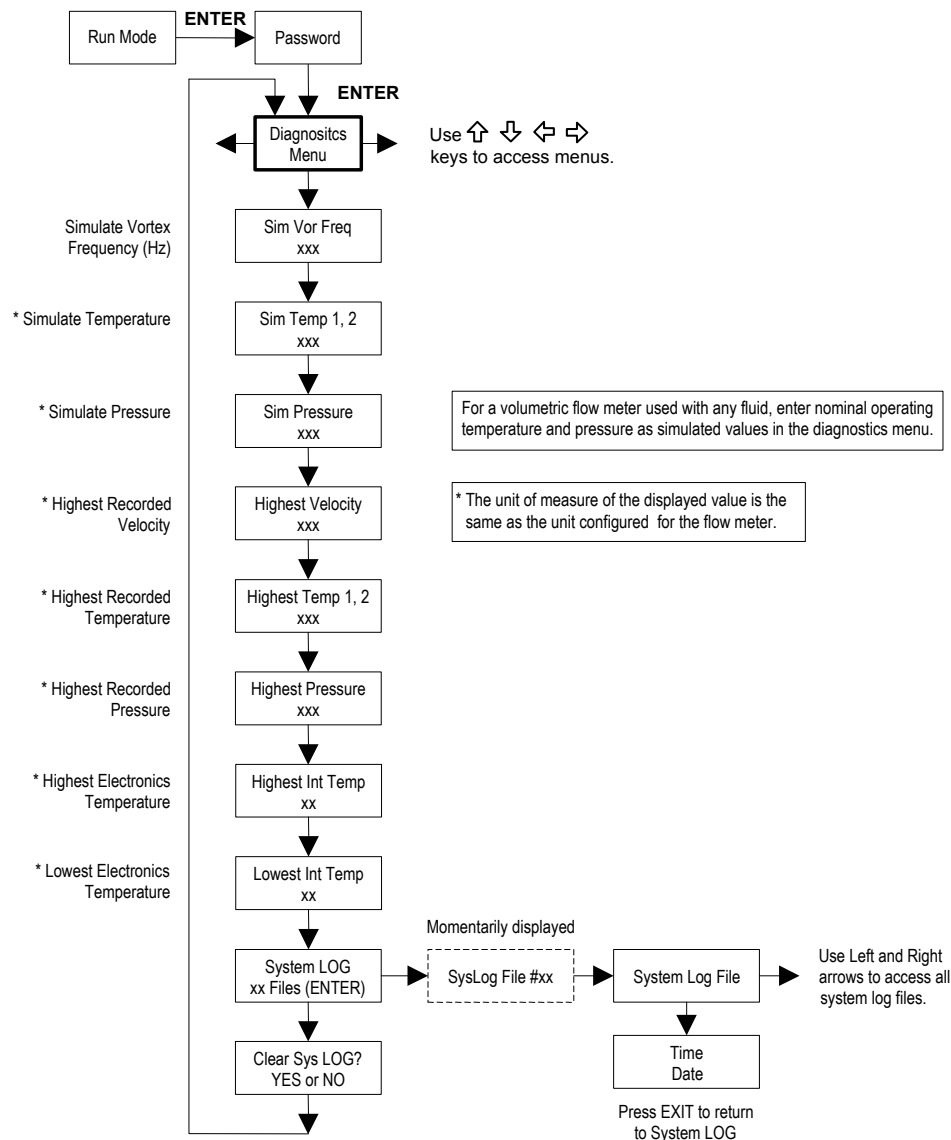 Run Mode
ENTER
Password
ENTER
Diagnositcs
Menu
Use ⇧ ⇩ ⇦ ⇨
keys to access menus.
Simulate Vortex
Frequency (Hz)
Sim Vor Freq
xxx
* Simulate Temperature
Sim Temp 1, 2
xxx
* Simulate Pressure
Sim Pressure
xxx
For a volumetric flow meter used with any fluid, enter nominal operating
temperature and pressure as simulated values in the diagnostics menu.
* Highest Recorded
Velocity
Highest Velocity
xxx
* The unit of measure of the displayed value is the
same as the unit configured for the flow meter.
* Highest Recorded
Temperature
Highest Temp 1, 2
xxx
* Highest Recorded
Pressure
Highest Pressure
xxx
* Highest Electronics
Temperature
Highest Int Temp
xx
* Lowest Electronics
Temperature
Lowest Int Temp
xx
System LOG
xx Files (ENTER)
Momentarily displayed
SysLog File #xx
System Log File
Use Left and Right
arrows to access all
system log files.
Clear Sys LOG?
YES or NO
Time
Date
Press EXIT to return
to System LOG